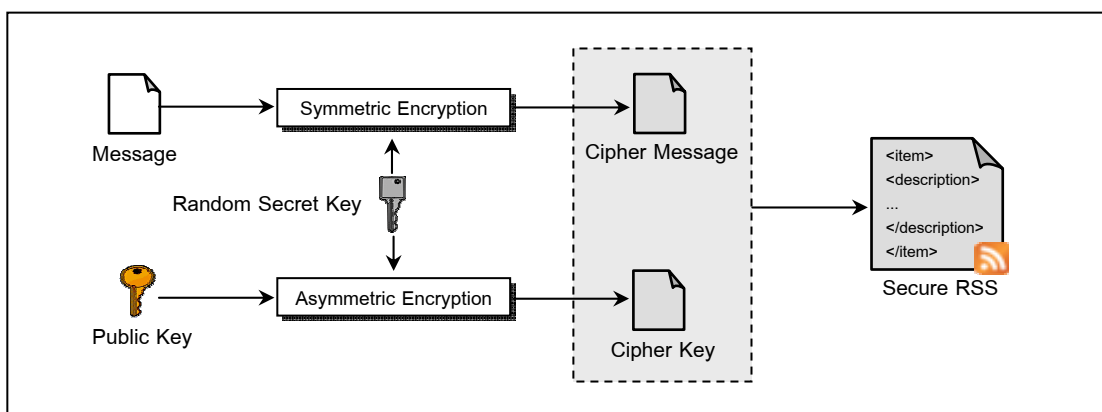 Message
Symmetric Encryption
Cipher Message
Random Secret Key
Public Key
Asymmetric Encryption
Cipher Key
<item>
<description>
...
</description>
</item>
Secure RSS